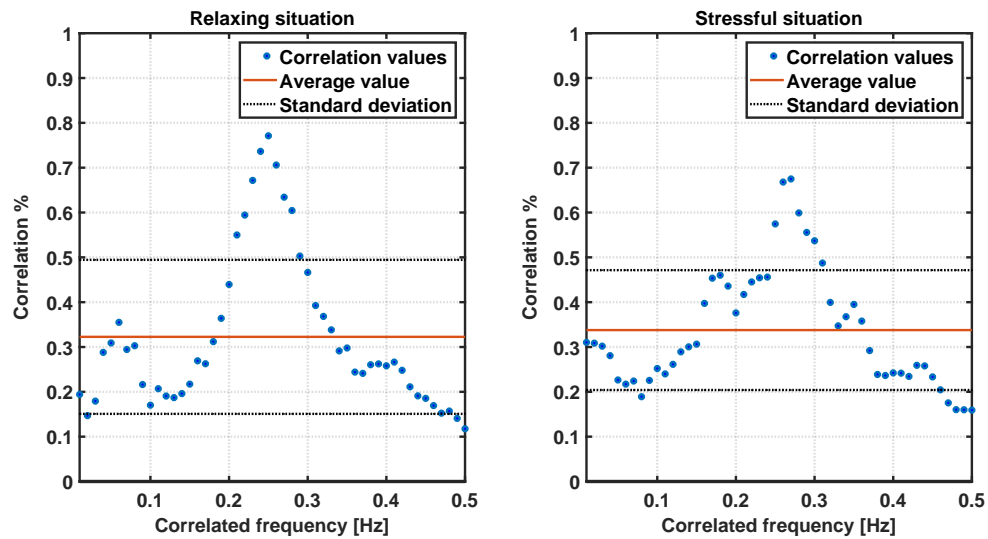 Relaxing situation
1
0.9
0.8
0.7
0.6
0.5
0.4
0.3
0.2
0.1
0
Correlation %
0.1
0.2
0.3
0.4
0.5
Correlated frequency [Hz]
Correlation values
Average value
Standard deviation
Stressful situation
1
0.9
0.8
0.7
0.6
0.5
0.4
0.3
0.2
0.1
0
Correlation %
0.1
0.2
0.3
0.4
0.5
Correlated frequency [Hz]
Correlation values
Average value
Standard deviation